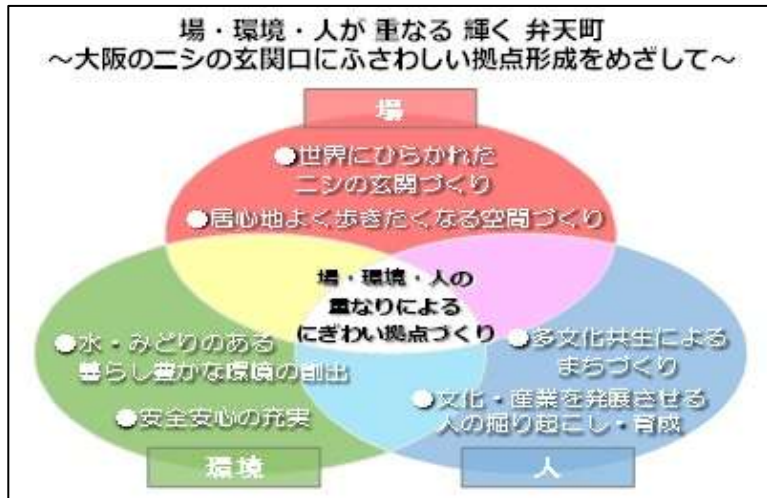 場・環境・人が 重なる 輝く 弁天町
～大阪のニシの玄関口にふさわしい拠点形成をめざして～
場
●世界にひらかれた
ニシの玄関づくり
●居心地よく歩きたくなる空間づくり
場・環境・人の
重なりによる
にぎわい拠点づくり
●水・みどりのある
暮らし豊かな環境の創出
●安全安心の充実
環境
●多文化共生による
まちづくり
●文化・産業を発展させる
人の掘り起こし・育成
人